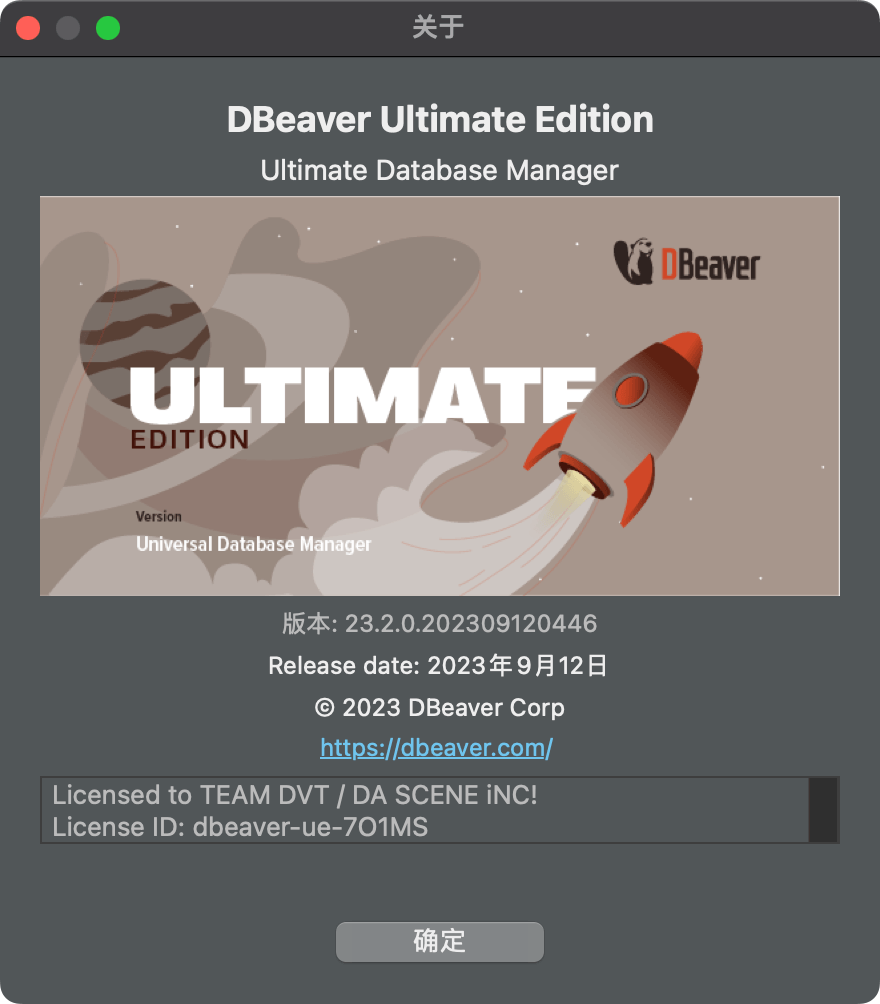 关于
DBeaver Ultimate Edition
Ultimate Database Manager
DBeaver
ULTIMATE
EDITION
Version
Universal Database Manager
版本: 23.2.0.202309120446
Release date: 2023年9月12日
© 2023 DBeaver Corp
https://dbeaver.com/
Licensed to TEAM DVT / DA SCENE iNC!
License ID: dbeaver-ue-7O1MS
确定